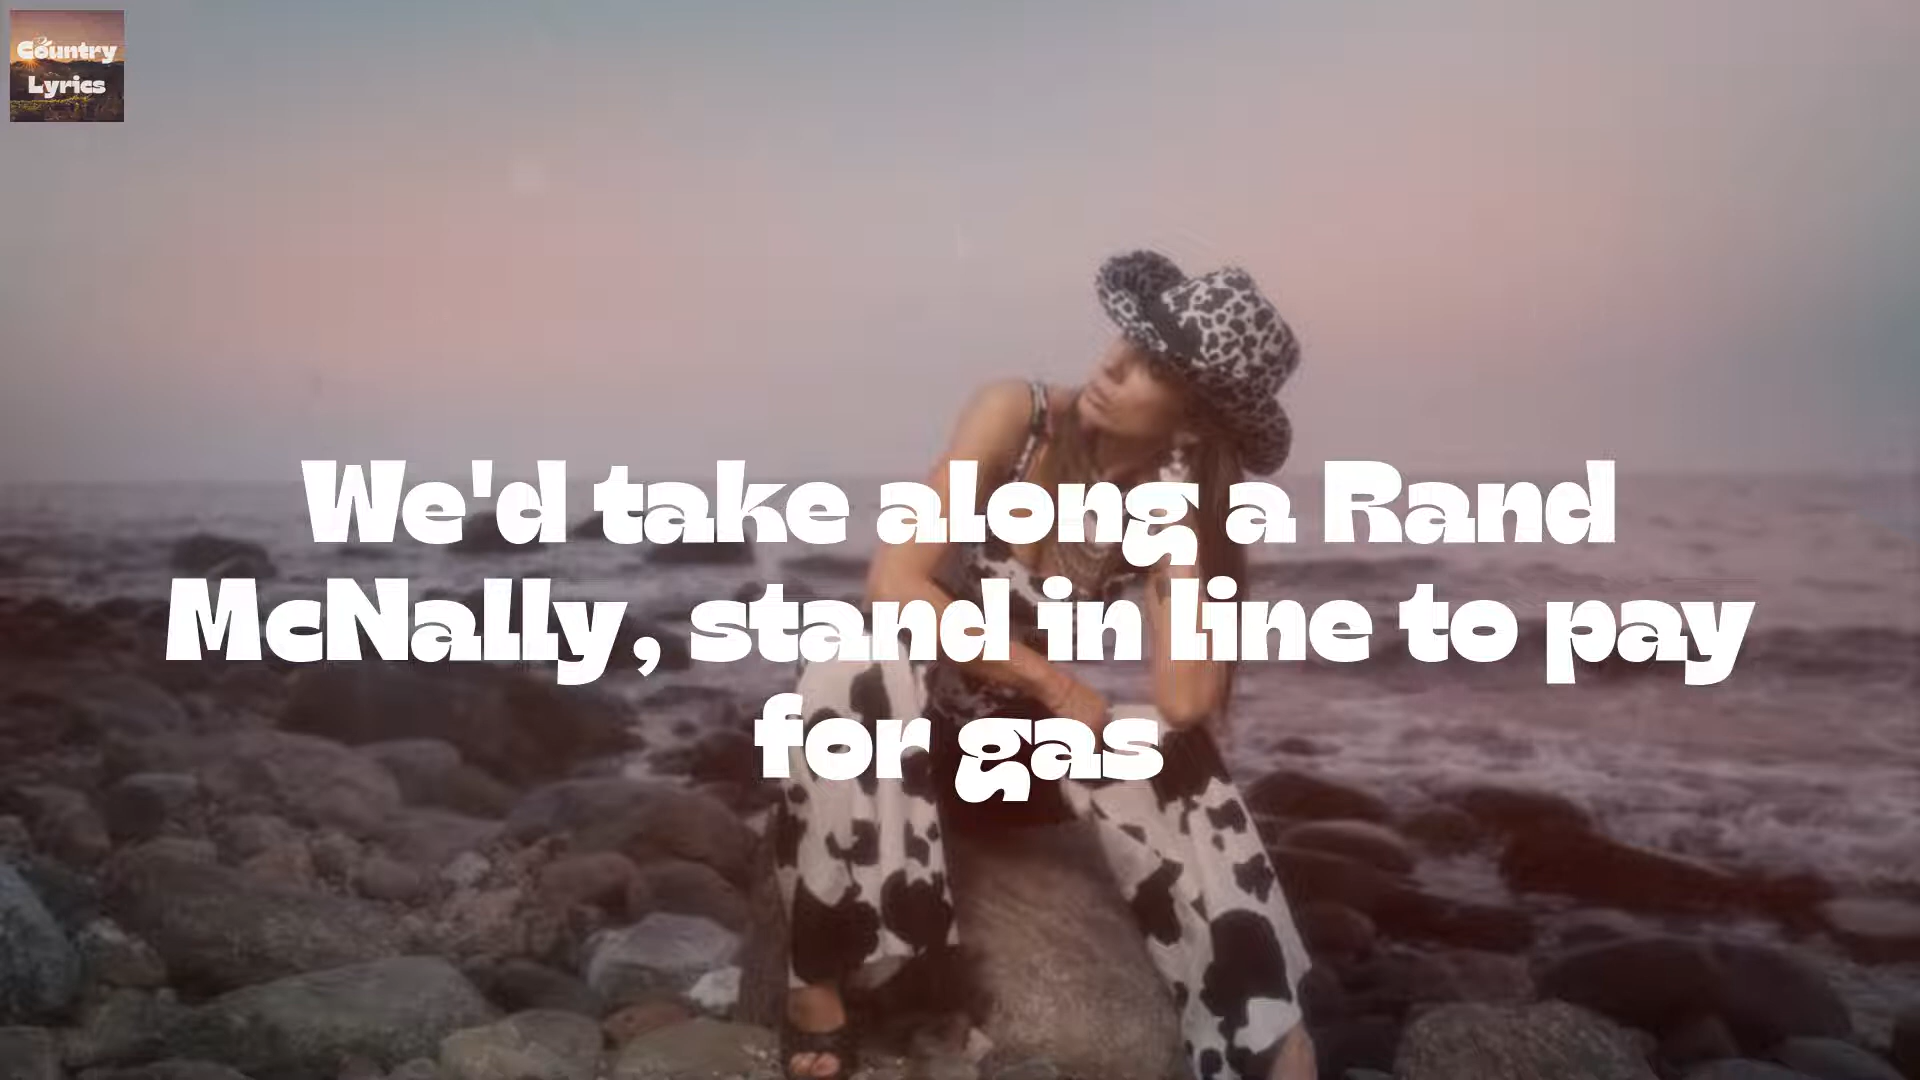 Country
Lyrics
We'd take along a Rand
McNally, stand in line to pay
for gas